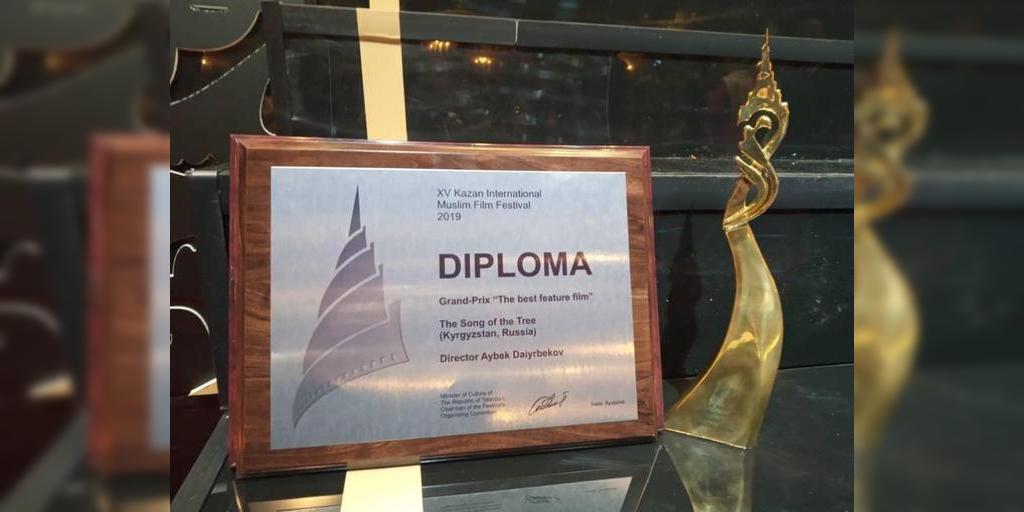 XV Kazan International
Muslim Film Festival
2019
DIPLOMA
Grand-Prix “The best feature film”
The Song of the Tree
(Kyrgyzstan, Russia)
Director Aybek Daiyrbekov
Minister of Culture of
The Republic of Tatarstan,
Chairman of the Festival's
Organizing Committee